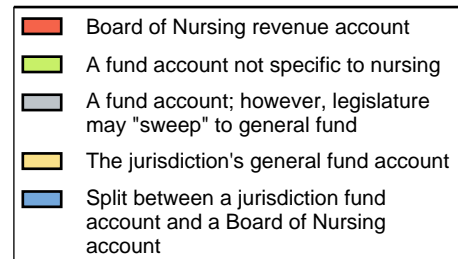 Board of Nursing revenue account
A fund account not specific to nursing
A fund account; however, legislature
may "sweep" to general fund
The jurisdiction's general fund account
Split between a jurisdiction fund
account and a Board of Nursing
account